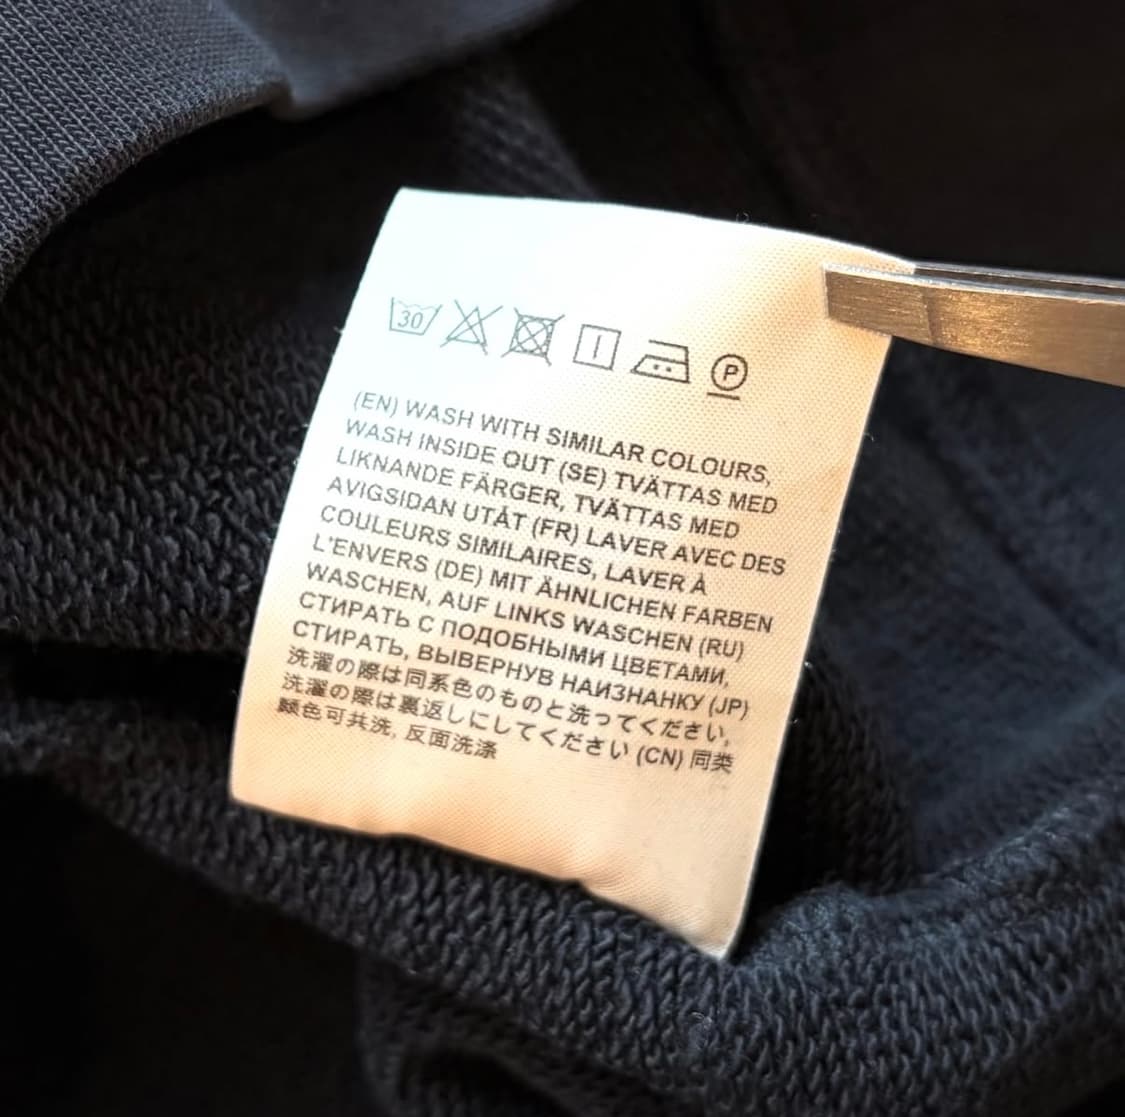 30
P
(EN) WASH WITH SIMILAR COLOURS,
WASH INSIDE OUT (SE) TVÄTTAS MED
LIKNANDE FÄRGER, TVÄTTAS MED
AVIGSIDAN UTÅT (FR) LAVER AVEC DES
COULEURS SIMILAIRES, LAVER À
L'ENVERS (DE) MIT ÄHNLICHEN FARBEN
WASCHEN, AUF LINKS WASCHEN (RU)
СТИРАТЬ С ПОДОБНЫМИ ЦВЕТАМИ,
СТИРАТЬ, ВЫВЕРНУВ НАИЗНАНКУ (JP)
洗濯の際は同系色のものと洗ってください,
洗濯の際は裏返しにしてください (CN) 同类
颜色可共洗, 反面洗涤